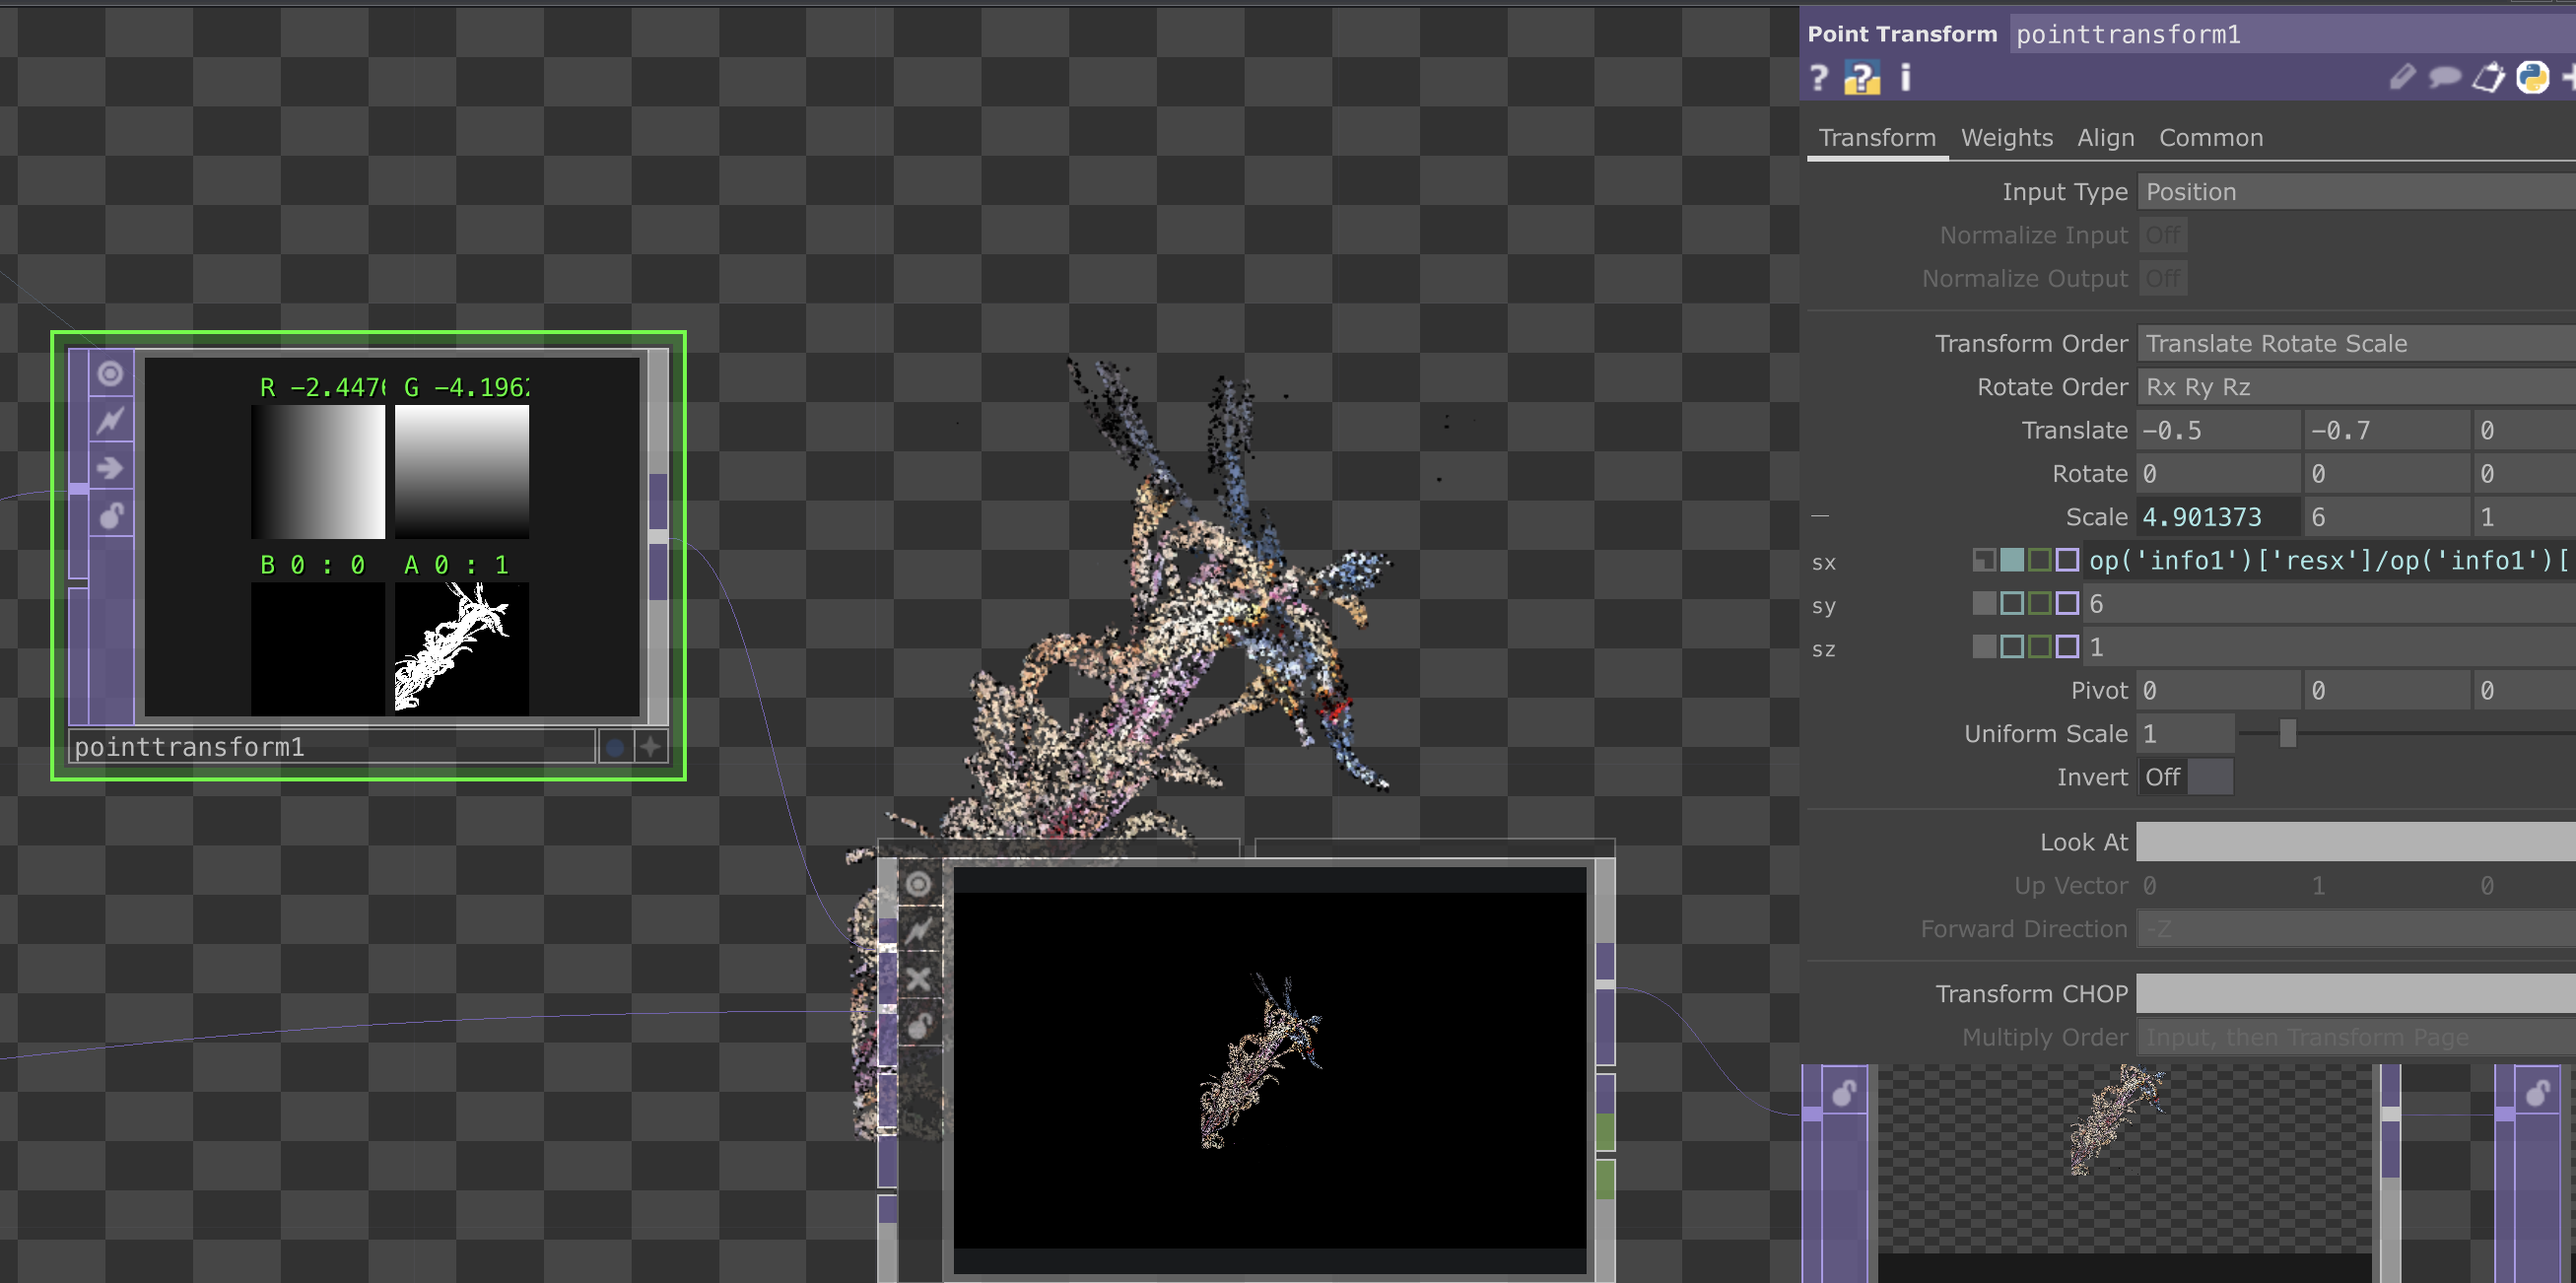 Point Transform pointtransform1
? ? i
Transform Weights Align Common
Input Type Position
Normalize Input Off
Normalize Output Off
Transform Order Translate Rotate Scale
Rotate Order Rx Ry Rz
Translate -0.5 -0.7 0
Rotate 0 0 0
Scale 4.901373 6 1
sx op('info1')['resx']/op('info1')[
sy 6
sz 1
Pivot 0 0 0
Uniform Scale 1
Invert Off
Look At
Up Vector 0 1 0
Forward Direction -Z
Transform CHOP
Multiply Order Input, then Transform Page
R -2.4476 G -4.1962
B 0 : 0 A 0 : 1
pointtransform1